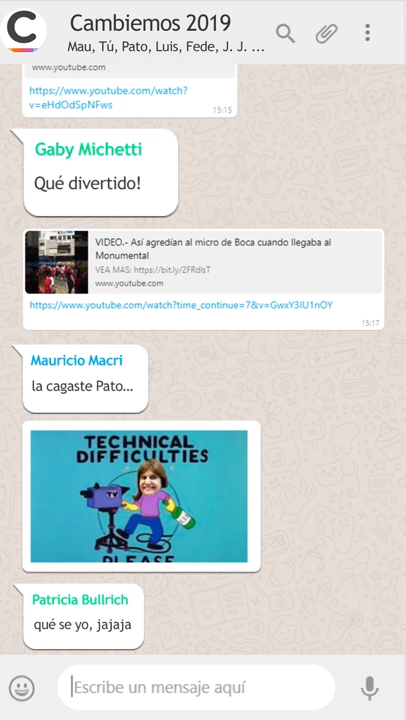 C Cambiemos 2019
Mau, Tú, Pato, Luis, Fede, J. J. ...
www.youtube.com
https://www.youtube.com/watch?
v=eHdOdSpNFws
15:15
Gaby Michetti
Qué divertido!
VIDEO.- Así agredían al micro de Boca cuando llegaba al
Monumental
VEA MAS: https://bit.ly/2FRdlsT
www.youtube.com
https://www.youtube.com/watch?time_continue=7&v=GwxY3IU1nOY
15:17
Mauricio Macri
la cagaste Pato...
TECHNICAL
DIFFICULTIES
PLEASE
Patricia Bullrich
qué se yo, jajaja
Escribe un mensaje aquí